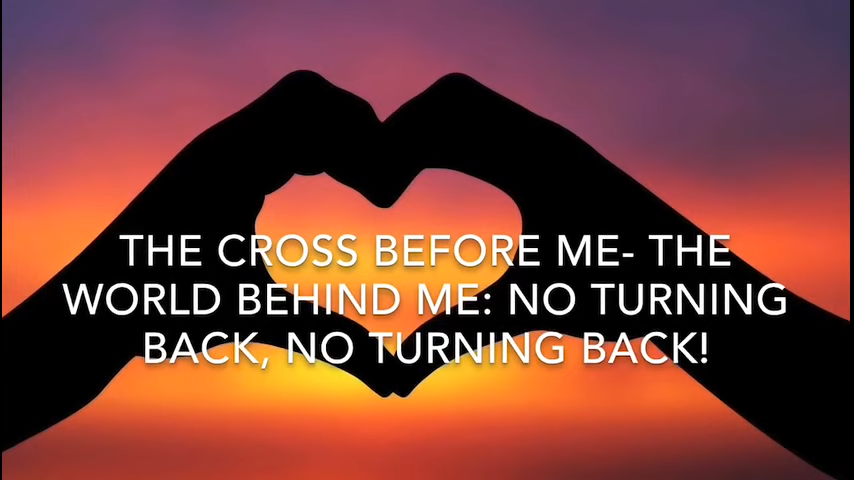 THE CROSS BEFORE ME- THE
WORLD BEHIND ME: NO TURNING
BACK, NO TURNING BACK!